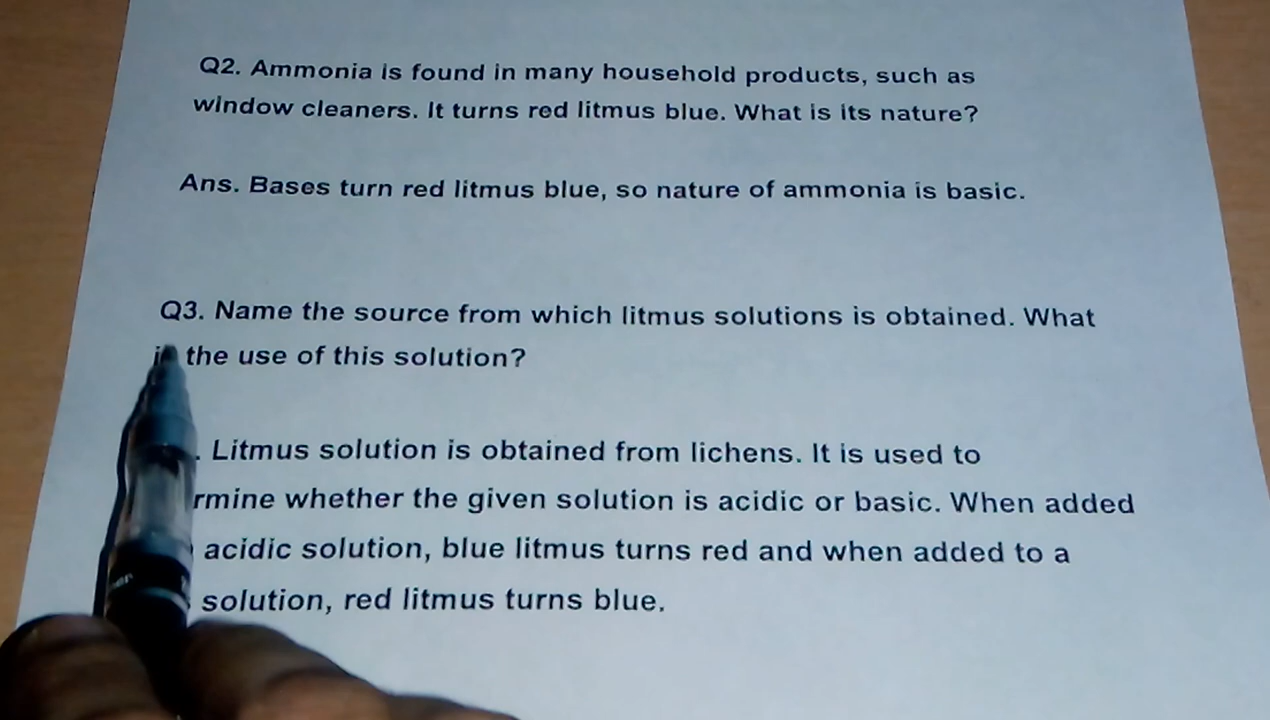 Q2. Ammonia is found in many household products, such as
window cleaners. It turns red litmus blue. What is its nature?
Ans. Bases turn red litmus blue, so nature of ammonia is basic.
Q3. Name the source from which litmus solutions is obtained. What
the use of this solution?
. Litmus solution is obtained from lichens. It is used to
rmine whether the given solution is acidic or basic. When added
acidic solution, blue litmus turns red and when added to a
solution, red litmus turns blue.